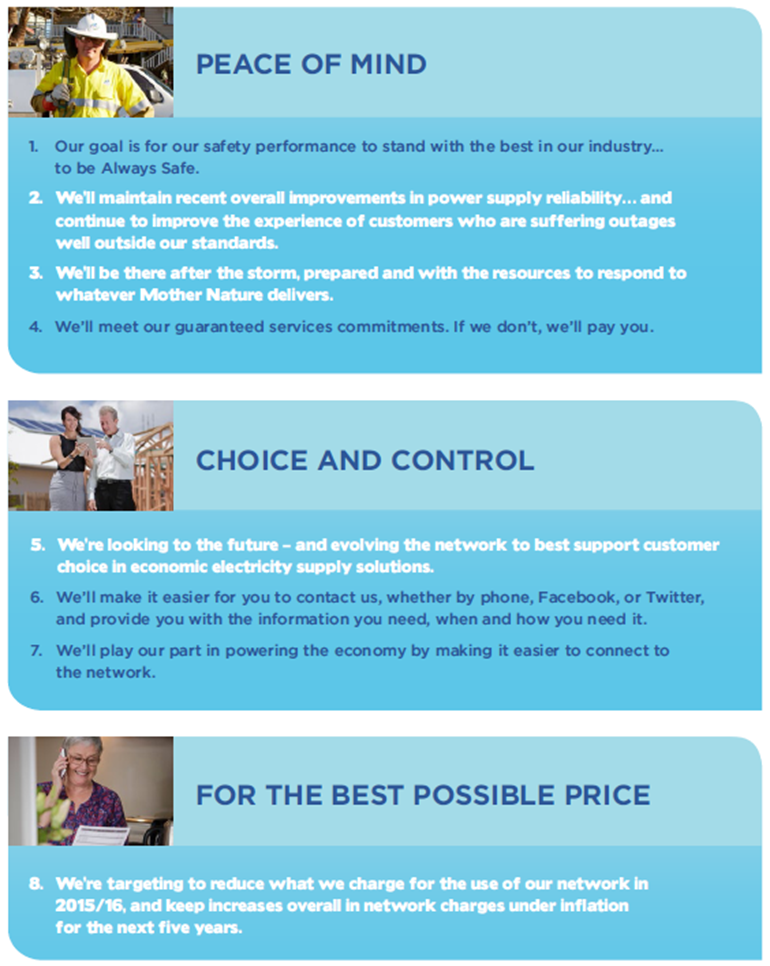 PEACE OF MIND
1. Our goal is for our safety performance to stand with the best in our industry...
to be Always Safe.
2. We'll maintain recent overall improvements in power supply reliability... and
continue to improve the experience of customers who are suffering outages
well outside our standards.
3. We'll be there after the storm, prepared and with the resources to respond to
whatever Mother Nature delivers.
4. We'll meet our guaranteed services commitments. If we don't, we'll pay you.
CHOICE AND CONTROL
5. We're looking to the future – and evolving the network to best support customer
choice in economic electricity supply solutions.
6. We'll make it easier for you to contact us, whether by phone, Facebook, or Twitter,
and provide you with the information you need, when and how you need it.
7. We'll play our part in powering the economy by making it easier to connect to
the network.
FOR THE BEST POSSIBLE PRICE
8. We're targeting to reduce what we charge for the use of our network in
2015/16, and keep increases overall in network charges under inflation
for the next five years.